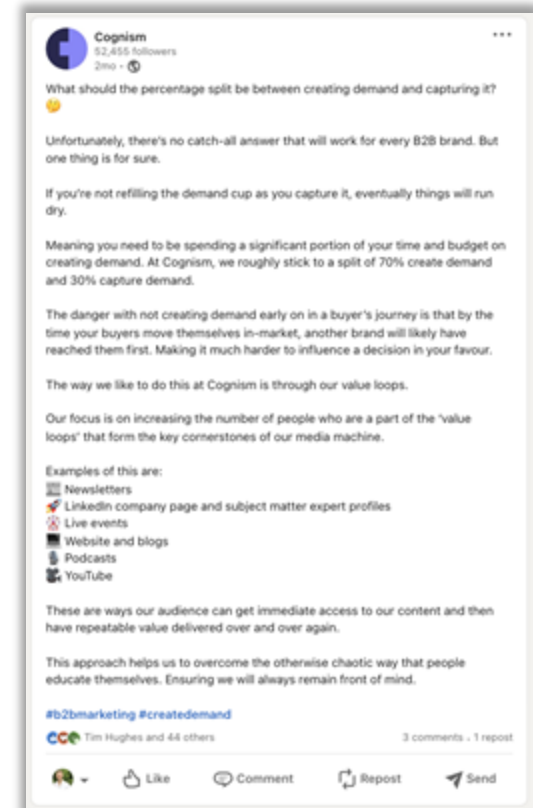 Cognism
52,455 followers
2mo •
What should the percentage split be between creating demand and capturing it?
Unfortunately, there's no catch-all answer that will work for every B2B brand. But
one thing is for sure.
If you're not refilling the demand cup as you capture it, eventually things will run
dry.
Meaning you need to be spending a significant portion of your time and budget on
creating demand. At Cognism, we roughly stick to a split of 70% create demand
and 30% capture demand.
The danger with not creating demand early on in a buyer's journey is that by the
time your buyers move themselves in-market, another brand will likely have
reached them first. Making it much harder to influence a decision in your favour.
The way we like to do this at Cognism is through our value loops.
Our focus is on increasing the number of people who are a part of the 'value
loops' that form the key cornerstones of our media machine.
Examples of this are:
Newsletters
LinkedIn company page and subject matter expert profiles
Live events
Website and blogs
Podcasts
YouTube
These are ways our audience can get immediate access to our content and then
have repeatable value delivered over and over again.
This approach helps us to overcome the otherwise chaotic way that people
educate themselves. Ensuring we will always remain front of mind.
#b2bmarketing #createdemand
Tim Hughes and 44 others 3 comments • 1 repost
Like Comment Repost Send